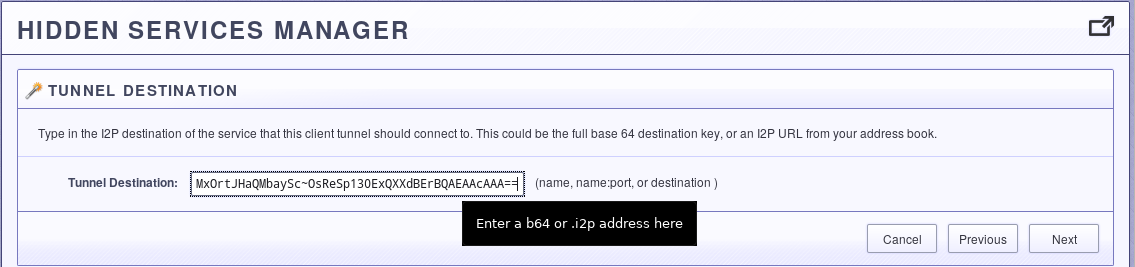 HIDDEN SERVICES MANAGER
TUNNEL DESTINATION
Type in the I2P destination of the service that this client tunnel should connect to. This could be the full base 64 destination key, or an I2P URL from your address book.
Tunnel Destination: MxOrtJHaQMbaySc~OsReSp13OExQXXdBErBQAEAAcAAA== (name, name:port, or destination )
Enter a b64 or .i2p address here
Cancel Previous Next